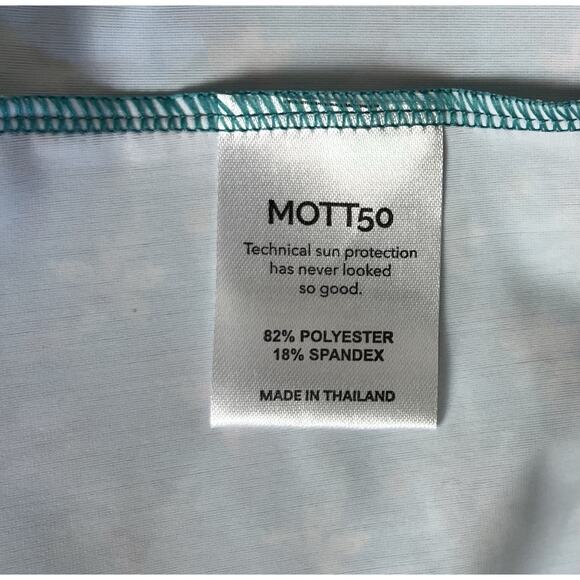 MOTT50
Technical sun protection
has never looked
so good.
82% POLYESTER
18% SPANDEX
MADE IN THAILAND